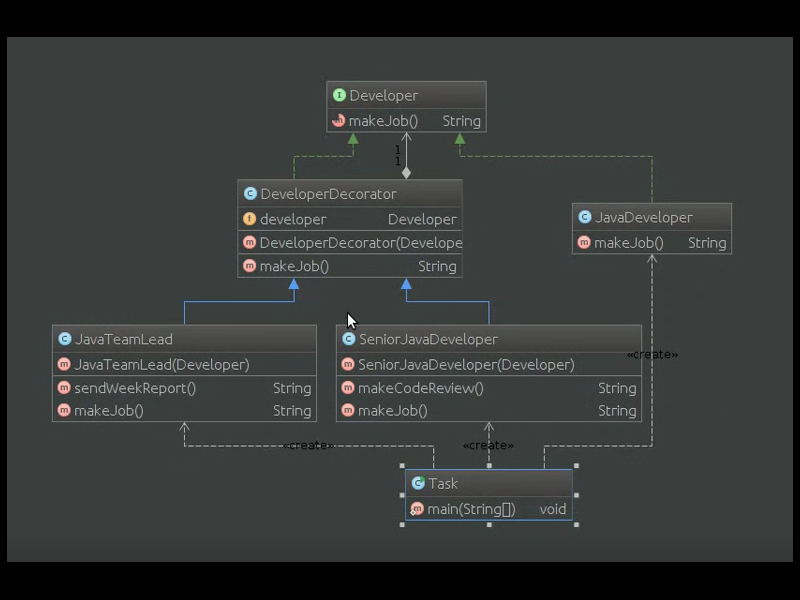 Developer
makeJob() String
1
1
DeveloperDecorator
developer Developer
DeveloperDecorator(Develope
makeJob() String
JavaDeveloper
makeJob() String
JavaTeamLead
JavaTeamLead(Developer)
sendWeekReport() String
makeJob() String
SeniorJavaDeveloper
SeniorJavaDeveloper(Developer)
makeCodeReview() String
makeJob() String
«create»
«create»
«create»
Task
main(String[]) void